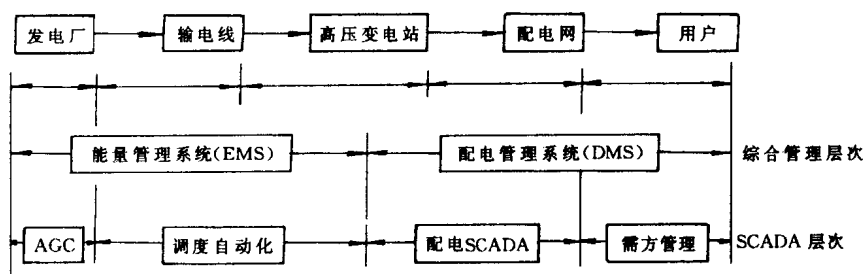 发电厂 输电线 高压变电站 配电网 用户
能量管理系统(EMS) 配电管理系统(DMS) 综合管理层次
AGC 调度自动化 配电SCADA 需方管理 SCADA 层次